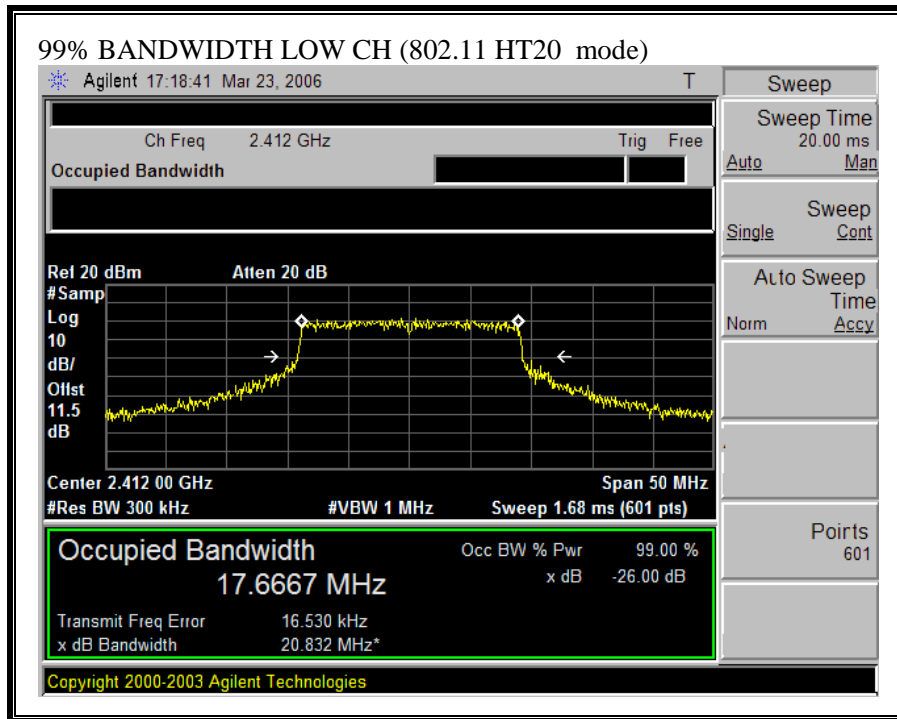 99% BANDWIDTH LOW CH (802.11 HT20 mode)
Agilent 17:18:41 Mar 23, 2006 T
Ch Freq 2.412 GHz Trig Free
Occupied Bandwidth
Ref 20 dBm Atten 20 dB
#Samp
Log
10
dB/
Offst
11.5
dB
Center 2.412 00 GHz Span 50 MHz
#Res BW 300 kHz #VBW 1 MHz Sweep 1.68 ms (601 pts)
Occupied Bandwidth Occ BW % Pwr 99.00 %
17.6667 MHz x dB -26.00 dB
Transmit Freq Error 16.530 kHz
x dB Bandwidth 20.832 MHz*
Copyright 2000-2003 Agilent Technologies
Sweep
Sweep Time
20.00 ms
Auto Man
Sweep
Single Cont
Auto Sweep
Time
Norm Accy
Points
601